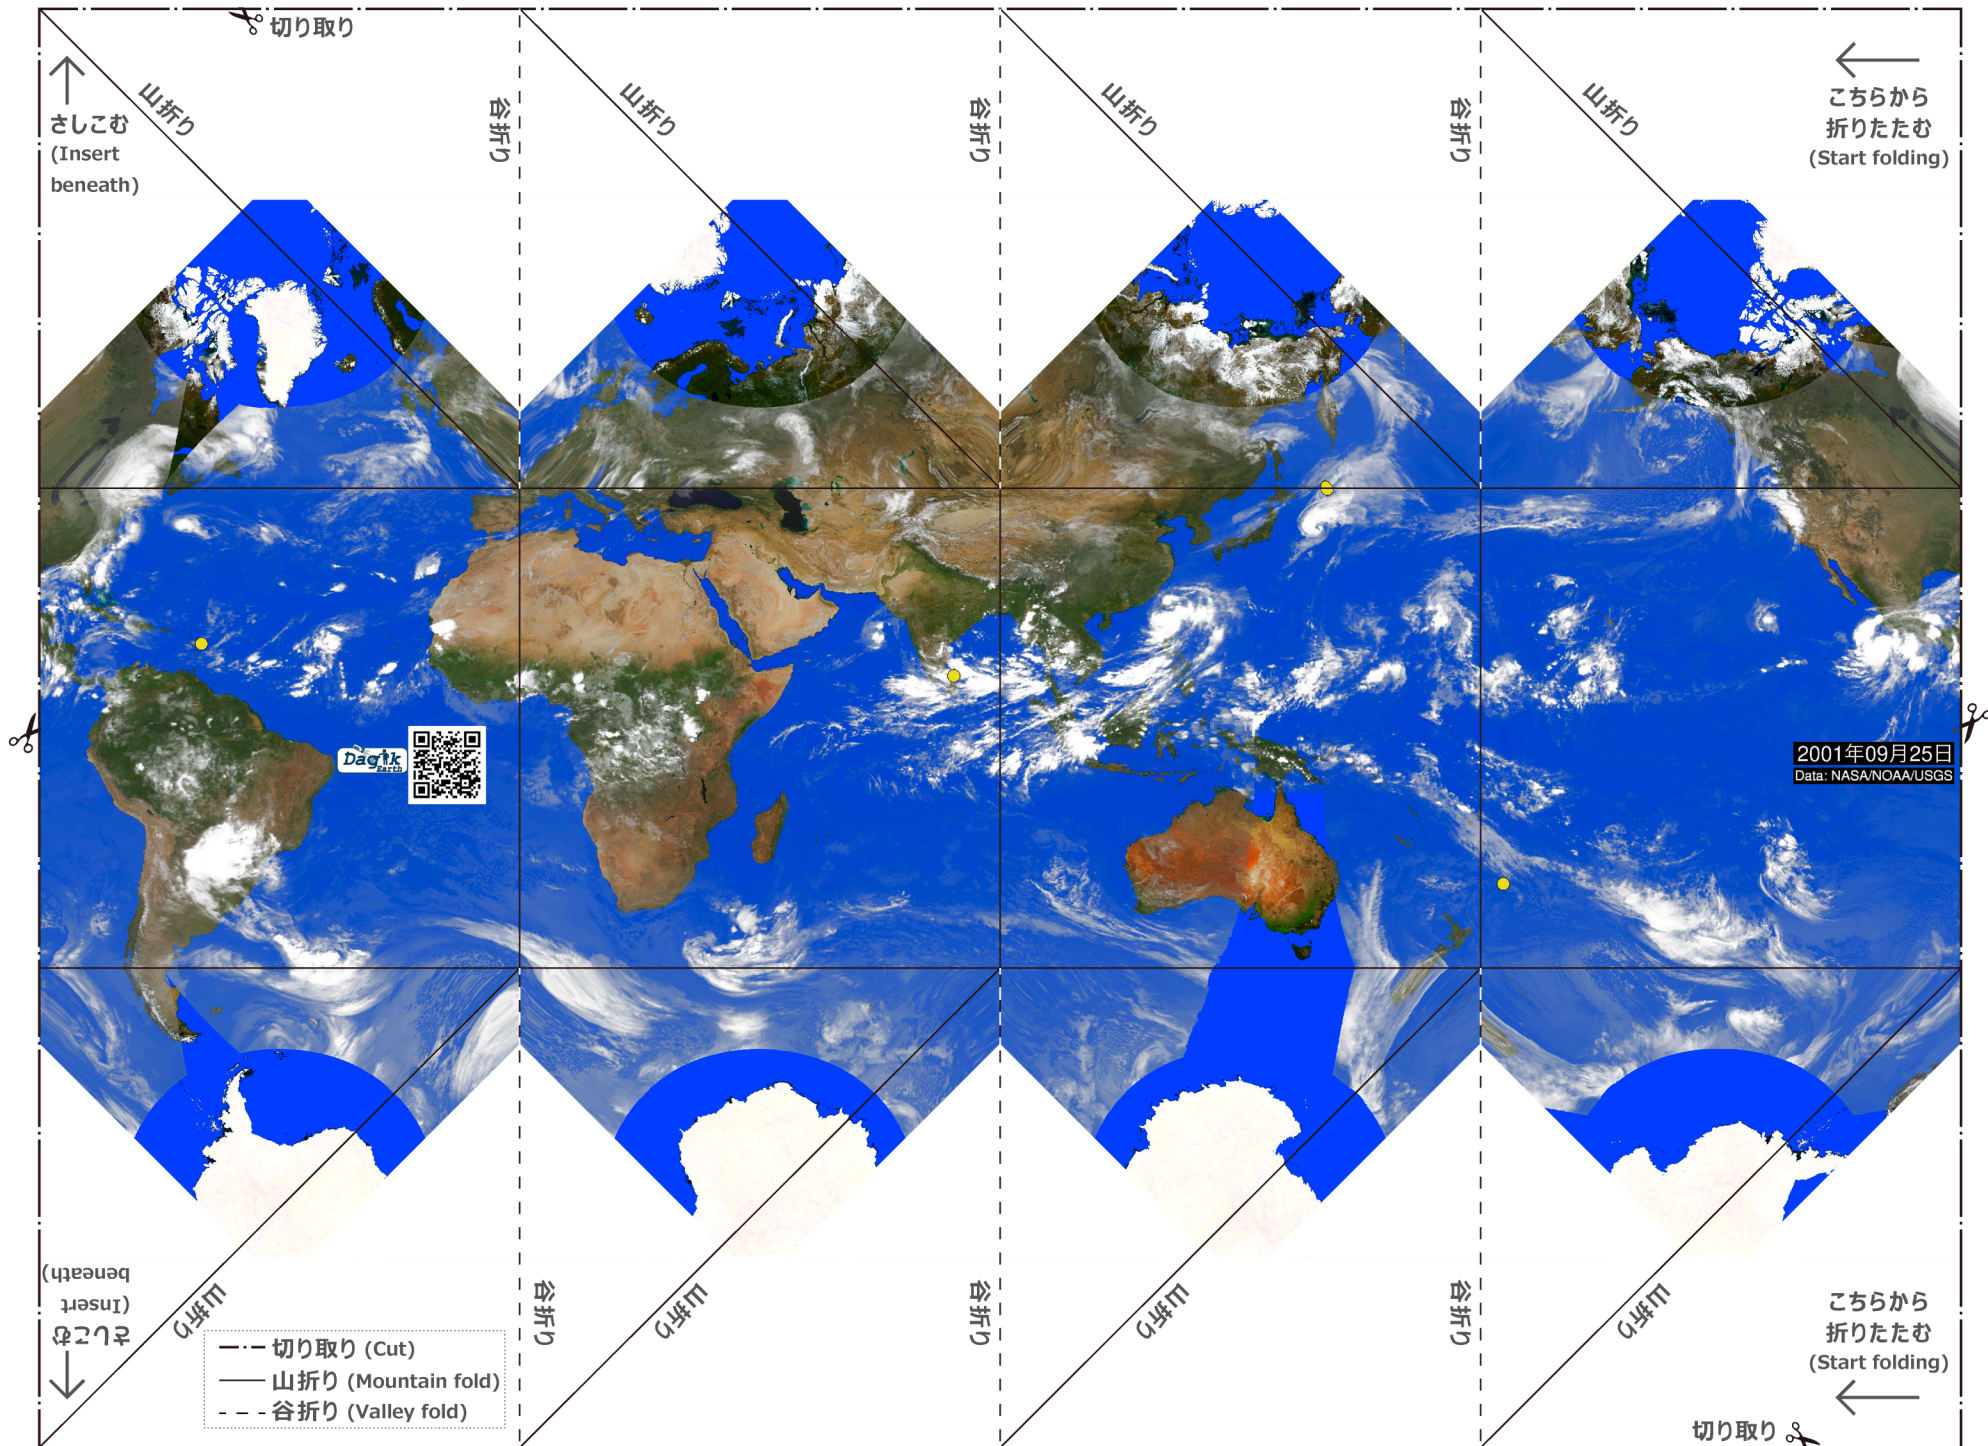 切り取り
さしこむ
(Insert
beneath)
山折り
谷折り
山折り
谷折り
山折り
谷折り
山折り
こちらから
折りたたむ
(Start folding)
Dagik
Earth
2001年09月25日
Data: NASA/NOAA/USGS
さしこむ
(Insert
beneath)
山折り
谷折り
山折り
谷折り
山折り
谷折り
山折り
こちらから
折りたたむ
(Start folding)
切り取り (Cut)
山折り (Mountain fold)
谷折り (Valley fold)
切り取り